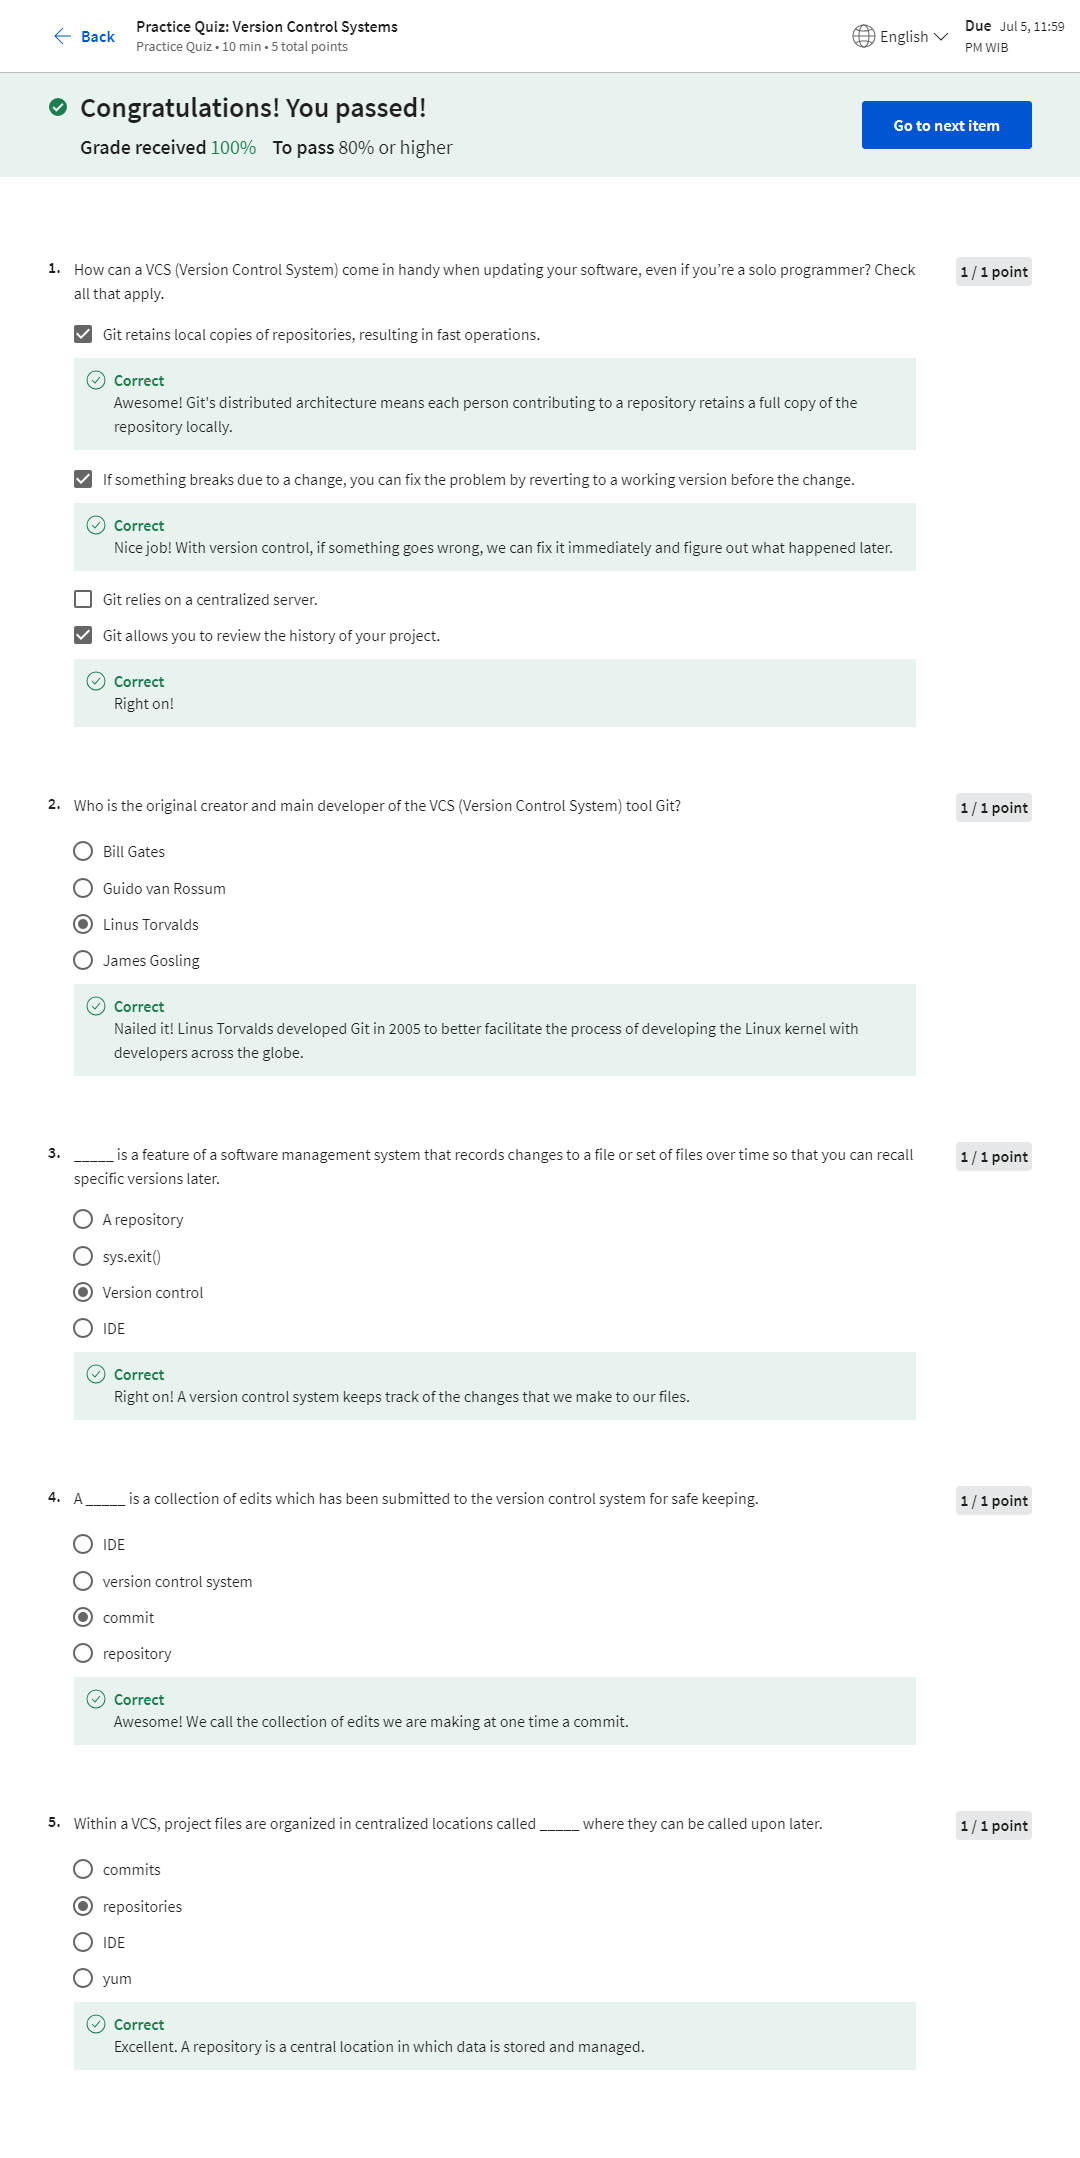 Back
Practice Quiz: Version Control Systems
Practice Quiz • 10 min • 5 total points
English
Due Jul 5, 11:59
PM WIB
Congratulations! You passed!
Grade received 100% To pass 80% or higher
Go to next item
1. How can a VCS (Version Control System) come in handy when updating your software, even if you’re a solo programmer? Check
all that apply.
1 / 1 point
Git retains local copies of repositories, resulting in fast operations.
Correct
Awesome! Git's distributed architecture means each person contributing to a repository retains a full copy of the
repository locally.
If something breaks due to a change, you can fix the problem by reverting to a working version before the change.
Correct
Nice job! With version control, if something goes wrong, we can fix it immediately and figure out what happened later.
Git relies on a centralized server.
Git allows you to review the history of your project.
Correct
Right on!
2. Who is the original creator and main developer of the VCS (Version Control System) tool Git?
1 / 1 point
Bill Gates
Guido van Rossum
Linus Torvalds
James Gosling
Correct
Nailed it! Linus Torvalds developed Git in 2005 to better facilitate the process of developing the Linux kernel with
developers across the globe.
3. _____ is a feature of a software management system that records changes to a file or set of files over time so that you can recall
specific versions later.
1 / 1 point
A repository
sys.exit()
Version control
IDE
Correct
Right on! A version control system keeps track of the changes that we make to our files.
4. A _____ is a collection of edits which has been submitted to the version control system for safe keeping.
1 / 1 point
IDE
version control system
commit
repository
Correct
Awesome! We call the collection of edits we are making at one time a commit.
5. Within a VCS, project files are organized in centralized locations called _____ where they can be called upon later.
1 / 1 point
commits
repositories
IDE
yum
Correct
Excellent. A repository is a central location in which data is stored and managed.